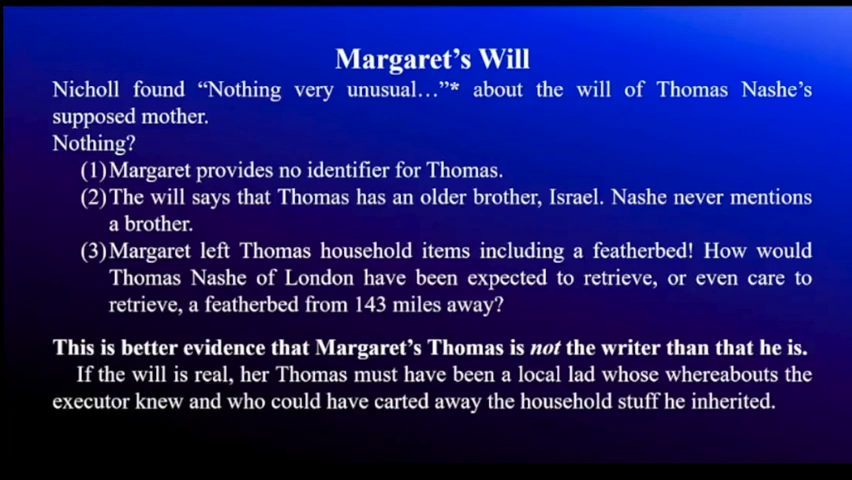 Margaret’s Will
Nicholl found “Nothing very unusual…”* about the will of Thomas Nashe’s
supposed mother.
Nothing?
(1) Margaret provides no identifier for Thomas.
(2) The will says that Thomas has an older brother, Israel. Nashe never mentions
a brother.
(3) Margaret left Thomas household items including a featherbed! How would
Thomas Nashe of London have been expected to retrieve, or even care to
retrieve, a featherbed from 143 miles away?
This is better evidence that Margaret’s Thomas is not the writer than that he is.
If the will is real, her Thomas must have been a local lad whose whereabouts the
executor knew and who could have carted away the household stuff he inherited.